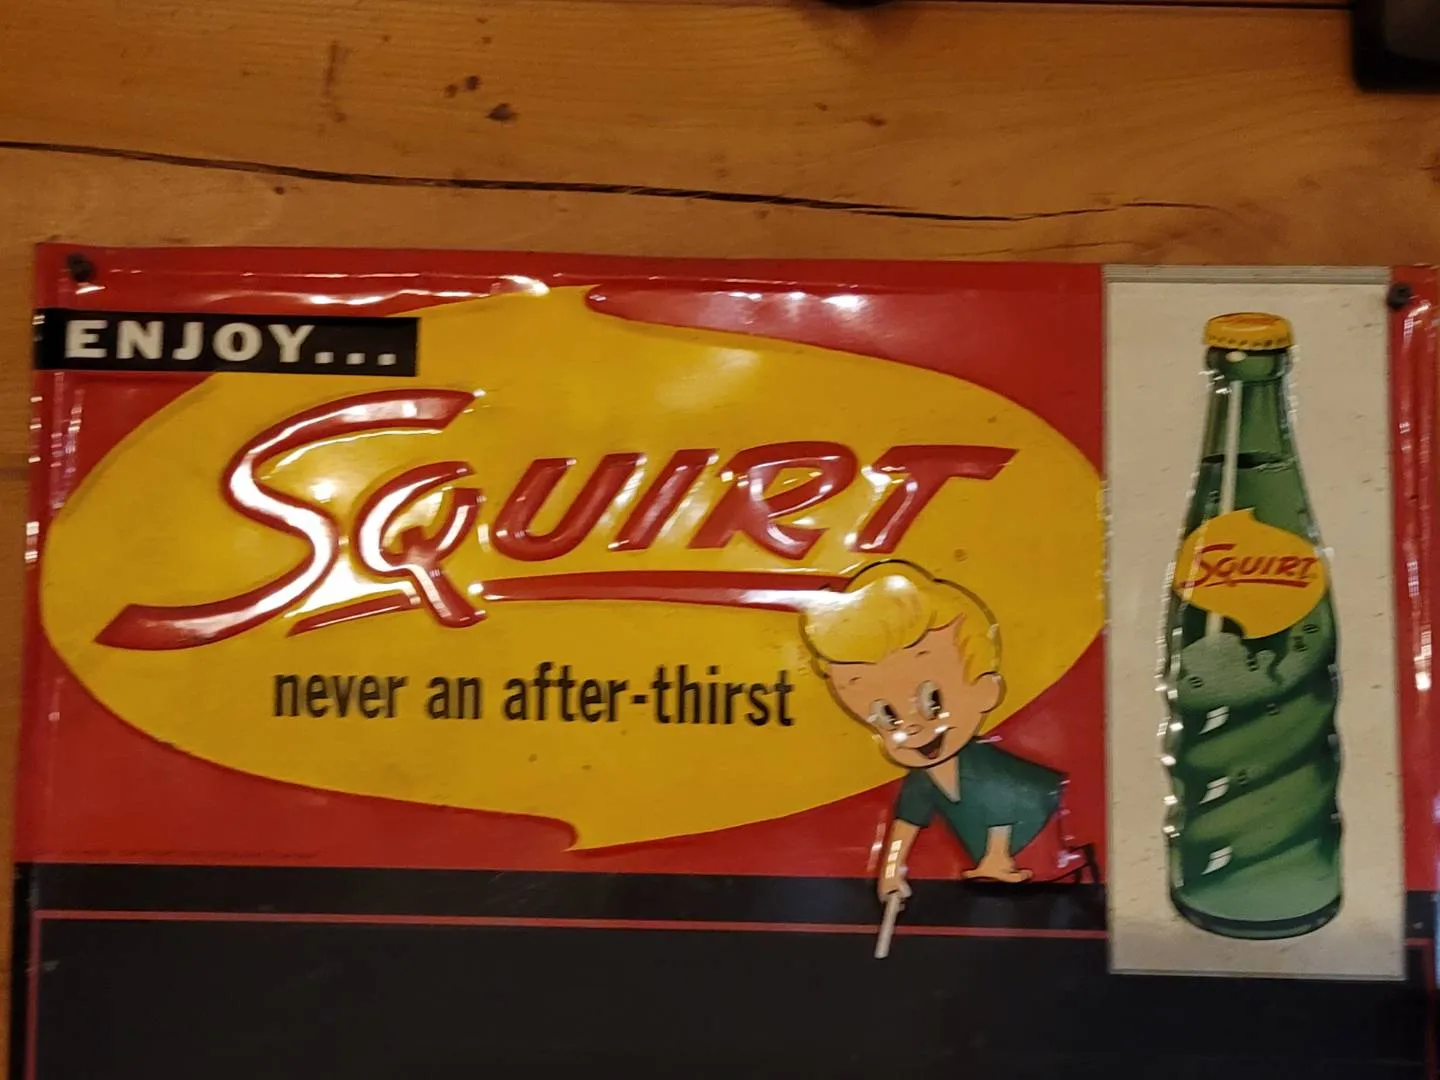 ENJOY...
SQUIRT
never an after-thirst
SQUIRT